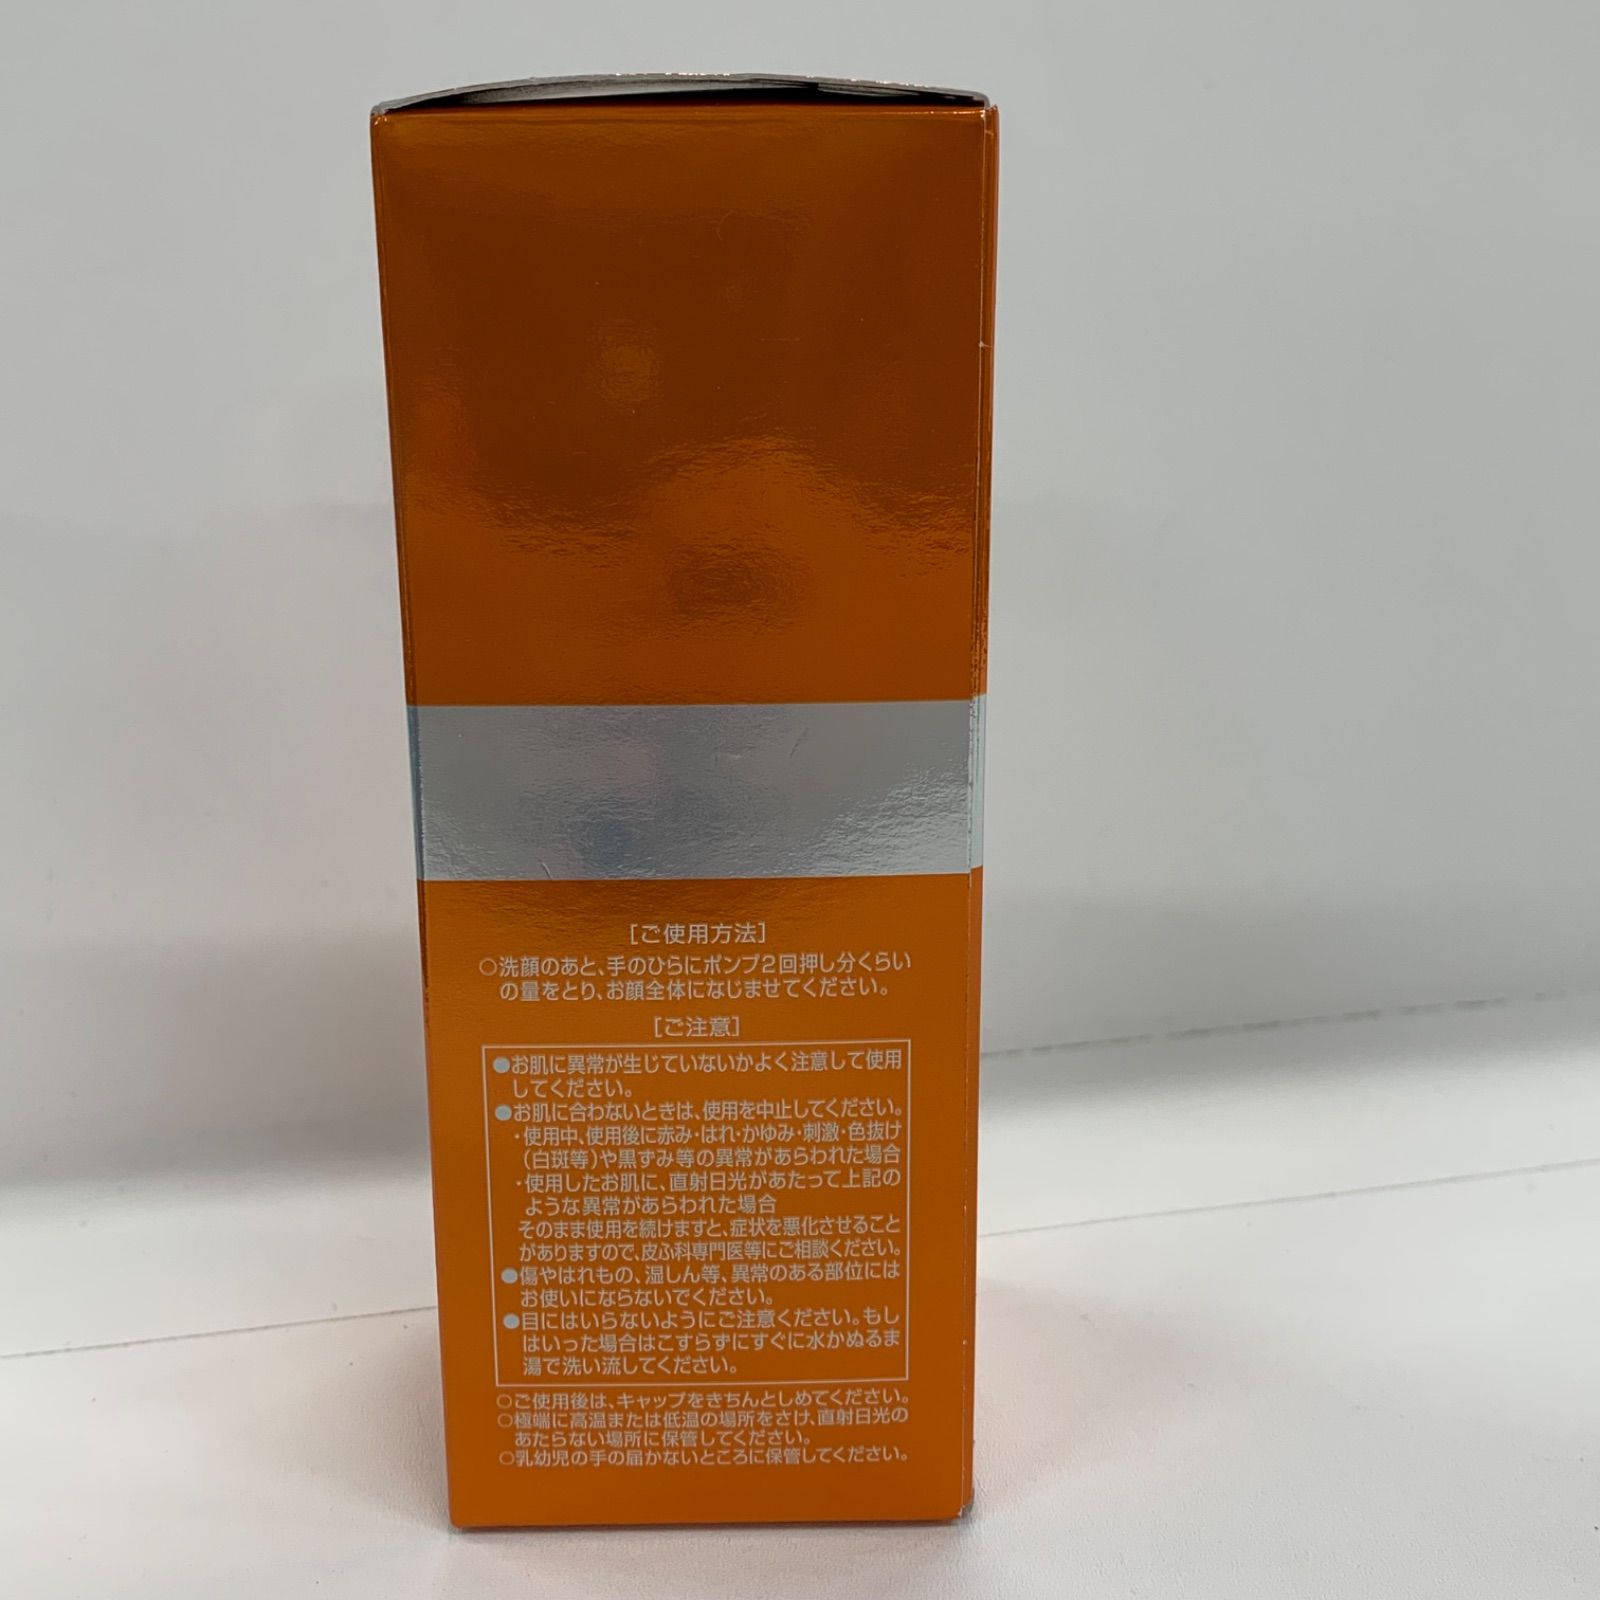 ［ご使用方法］
○洗顔のあと、手のひらにポンプ2回押し分くらい
の量をとり、お顔全体になじませてください。
［ご注意］
●お肌に異常が生じていないかよく注意して使用
してください。
●お肌に合わないときは、使用を中止してください。
・使用中、使用後に赤み・はれ・かゆみ・刺激・色抜け
（白斑等）や黒ずみ等の異常があらわれた場合
・使用したお肌に、直射日光があたって上記の
ような異常があらわれた場合
そのまま使用を続けますと、症状を悪化させること
がありますので、皮ふ科専門医等にご相談ください。
●傷やはれもの、湿しん等、異常のある部位には
お使いにならないでください。
●目にはいらないようにご注意ください。もし
はいった場合はこすらずにすぐに水かぬるま
湯で洗い流してください。
○ご使用後は、キャップをきちんとしめてください。
○極端に高温または低温の場所をさけ、直射日光の
あたらない場所に保管してください。
○乳幼児の手の届かないところに保管してください。